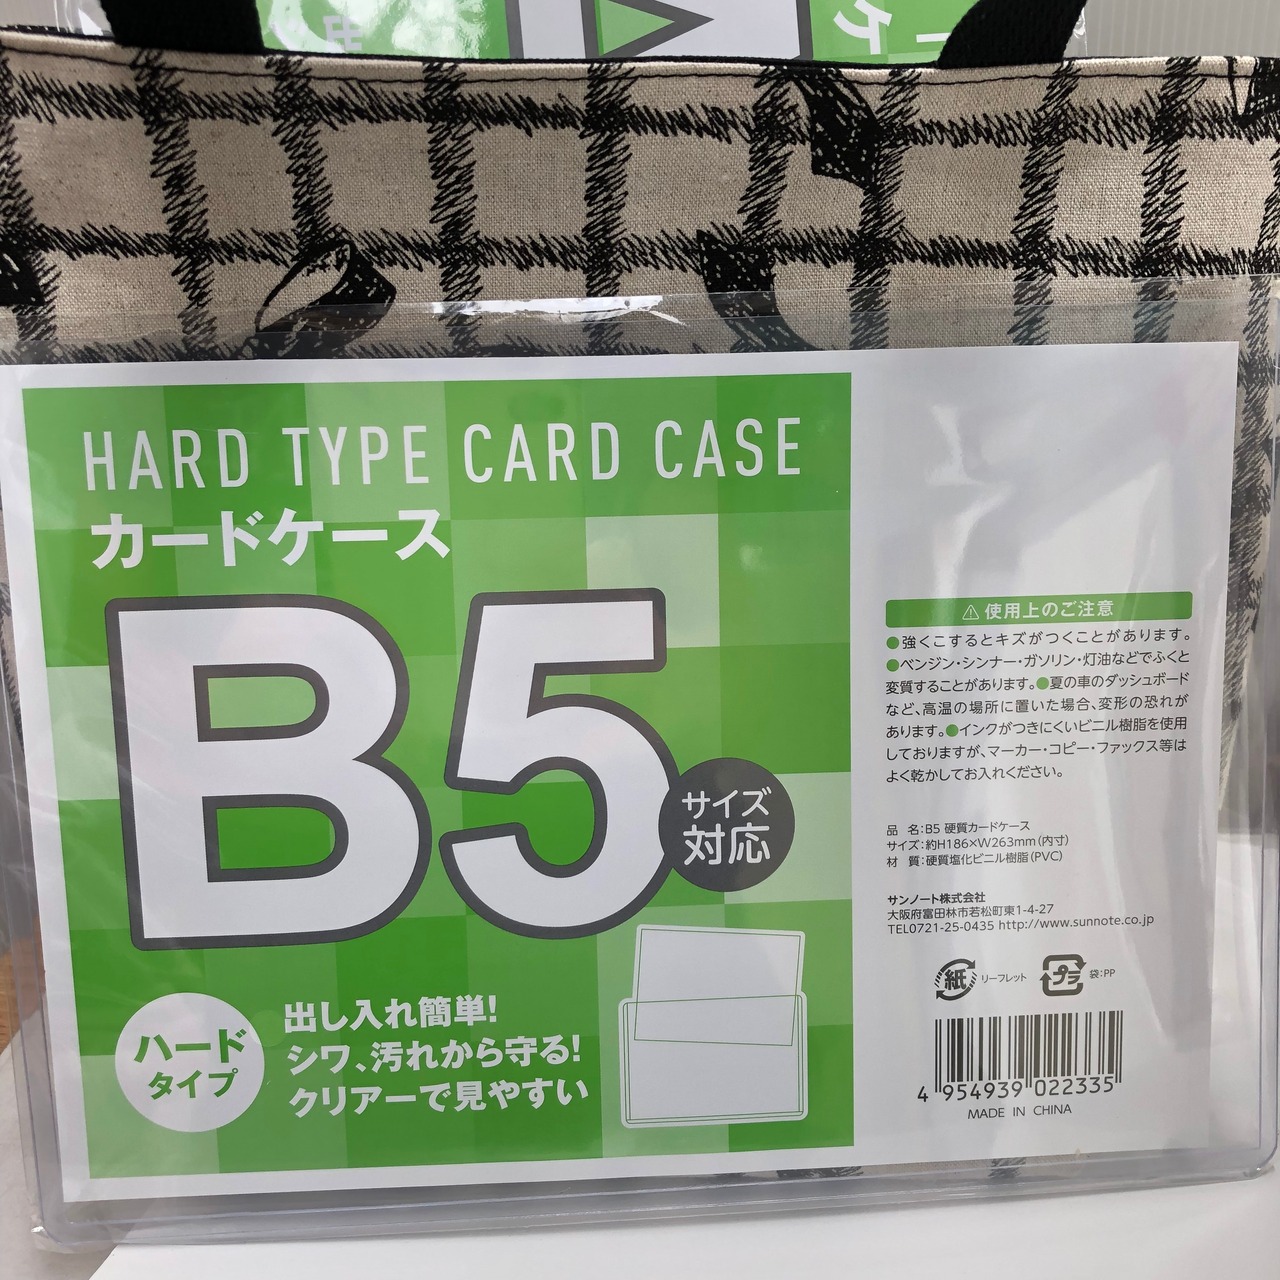 HARD TYPE CARD CASE
カードケース
B5
サイズ
対応
ハード
タイプ
出し入れ簡単!
シワ、汚れから守る!
クリアーで見やすい
⚠使用上のご注意
●強くこするとキズがつくことがあります。
●ベンジン・シンナー・ガソリン・灯油などでふくと
変質することがあります。●夏の車のダッシュボード
など、高温の場所に置いた場合、変形の恐れが
あります。●インクがつきにくいビニル樹脂を使用
しておりますが、マーカー・コピー・ファックス等は
よく乾かしてお入れください。
品 名:B5 硬質カードケース
サイズ:約H186×W263mm(内寸)
材 質:硬質塩化ビニル樹脂(PVC)
サンノート株式会社
大阪府富田林市若松町東1-4-27
TEL0721-25-0435 http://www.sunnote.co.jp
紙 リーフレット プラ 袋:PP
4 954939 022335
MADE IN CHINA